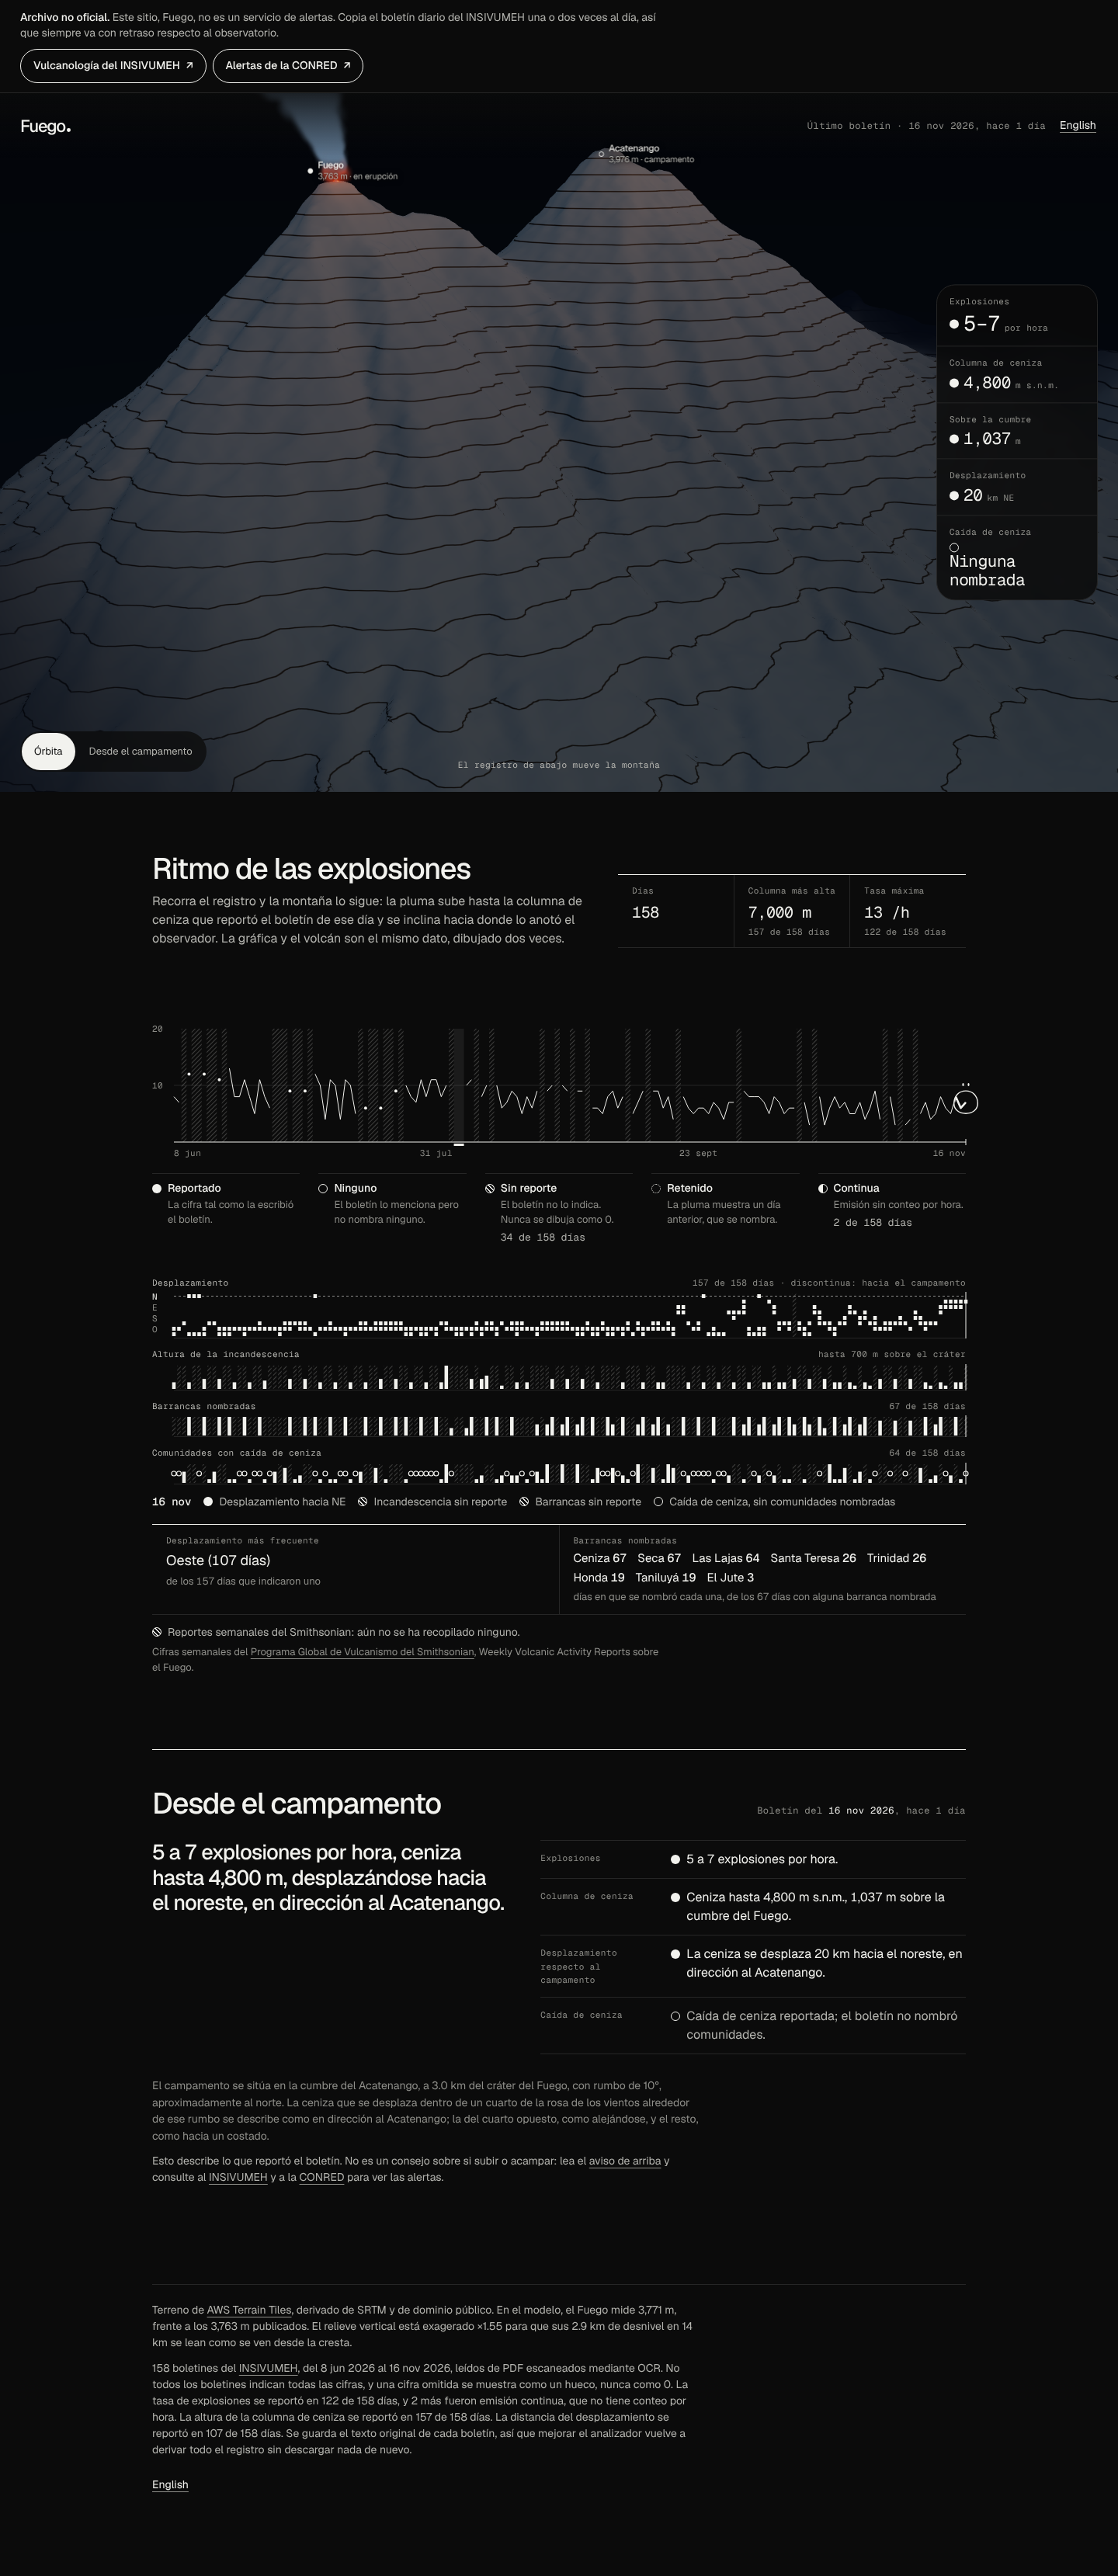 Archivo no oficial. Este sitio, Fuego, no es un servicio de alertas. Copia el boletín diario del INSIVUMEH una o dos veces al día, así
que siempre va con retraso respecto al observatorio.
Vulcanología del INSIVUMEH ↗ Alertas de la CONRED ↗
Fuego.
Último boletín · 16 nov 2026, hace 1 día English
Fuego
3,763 m · en erupción
Acatenango
3,976 m · campamento
Explosiones
5–7 por hora
Columna de ceniza
4,800 m s.n.m.
Sobre la cumbre
1,037 m
Desplazamiento
20 km NE
Caída de ceniza
Ninguna
nombrada
Órbita Desde el campamento
El registro de abajo mueve la montaña
Ritmo de las explosiones
Recorra el registro y la montaña lo sigue: la pluma sube hasta la columna de
ceniza que reportó el boletín de ese día y se inclina hacia donde lo anotó el
observador. La gráfica y el volcán son el mismo dato, dibujado dos veces.
Días
158
Columna más alta
7,000 m
157 de 158 días
Tasa máxima
13 /h
122 de 158 días
20
10
8 jun 31 jul 23 sept 16 nov
Reportado
La cifra tal como la escribió
el boletín.
Ninguno
El boletín lo menciona pero
no nombra ninguno.
Sin reporte
El boletín no lo indica.
Nunca se dibuja como 0.
34 de 158 días
Retenido
La pluma muestra un día
anterior, que se nombra.
Continua
Emisión sin conteo por hora.
2 de 158 días
Desplazamiento 157 de 158 días · discontinua: hacia el campamento
N
E
S
O
Altura de la incandescencia hasta 700 m sobre el cráter
Barrancas nombradas 67 de 158 días
Comunidades con caída de ceniza 64 de 158 días
16 nov Desplazamiento hacia NE Incandescencia sin reporte Barrancas sin reporte Caída de ceniza, sin comunidades nombradas
Desplazamiento más frecuente
Oeste (107 días)
de los 157 días que indicaron uno
Barrancas nombradas
Ceniza 67 Seca 67 Las Lajas 64 Santa Teresa 26 Trinidad 26
Honda 19 Taniluyá 19 El Jute 3
días en que se nombró cada una, de los 67 días con alguna barranca nombrada
Reportes semanales del Smithsonian: aún no se ha recopilado ninguno.
Cifras semanales del Programa Global de Vulcanismo del Smithsonian, Weekly Volcanic Activity Reports sobre
el Fuego.
Desde el campamento
Boletín del 16 nov 2026, hace 1 día
5 a 7 explosiones por hora, ceniza
hasta 4,800 m, desplazándose hacia
el noreste, en dirección al Acatenango.
Explosiones
5 a 7 explosiones por hora.
Columna de ceniza
Ceniza hasta 4,800 m s.n.m., 1,037 m sobre la
cumbre del Fuego.
Desplazamiento
respecto al
campamento
La ceniza se desplaza 20 km hacia el noreste, en
dirección al Acatenango.
Caída de ceniza
Caída de ceniza reportada; el boletín no nombró
comunidades.
El campamento se sitúa en la cumbre del Acatenango, a 3.0 km del cráter del Fuego, con rumbo de 10°,
aproximadamente al norte. La ceniza que se desplaza dentro de un cuarto de la rosa de los vientos alrededor
de ese rumbo se describe como en dirección al Acatenango; la del cuarto opuesto, como alejándose, y el resto,
como hacia un costado.
Esto describe lo que reportó el boletín. No es un consejo sobre si subir o acampar: lea el aviso de arriba y
consulte al INSIVUMEH y a la CONRED para ver las alertas.
Terreno de AWS Terrain Tiles, derivado de SRTM y de dominio público. En el modelo, el Fuego mide 3,771 m,
frente a los 3,763 m publicados. El relieve vertical está exagerado ×1.55 para que sus 2.9 km de desnivel en 14
km se lean como se ven desde la cresta.
158 boletines del INSIVUMEH, del 8 jun 2026 al 16 nov 2026, leídos de PDF escaneados mediante OCR. No
todos los boletines indican todas las cifras, y una cifra omitida se muestra como un hueco, nunca como 0. La
tasa de explosiones se reportó en 122 de 158 días, y 2 más fueron emisión continua, que no tiene conteo por
hora. La altura de la columna de ceniza se reportó en 157 de 158 días. La distancia del desplazamiento se
reportó en 107 de 158 días. Se guarda el texto original de cada boletín, así que mejorar el analizador vuelve a
derivar todo el registro sin descargar nada de nuevo.
English